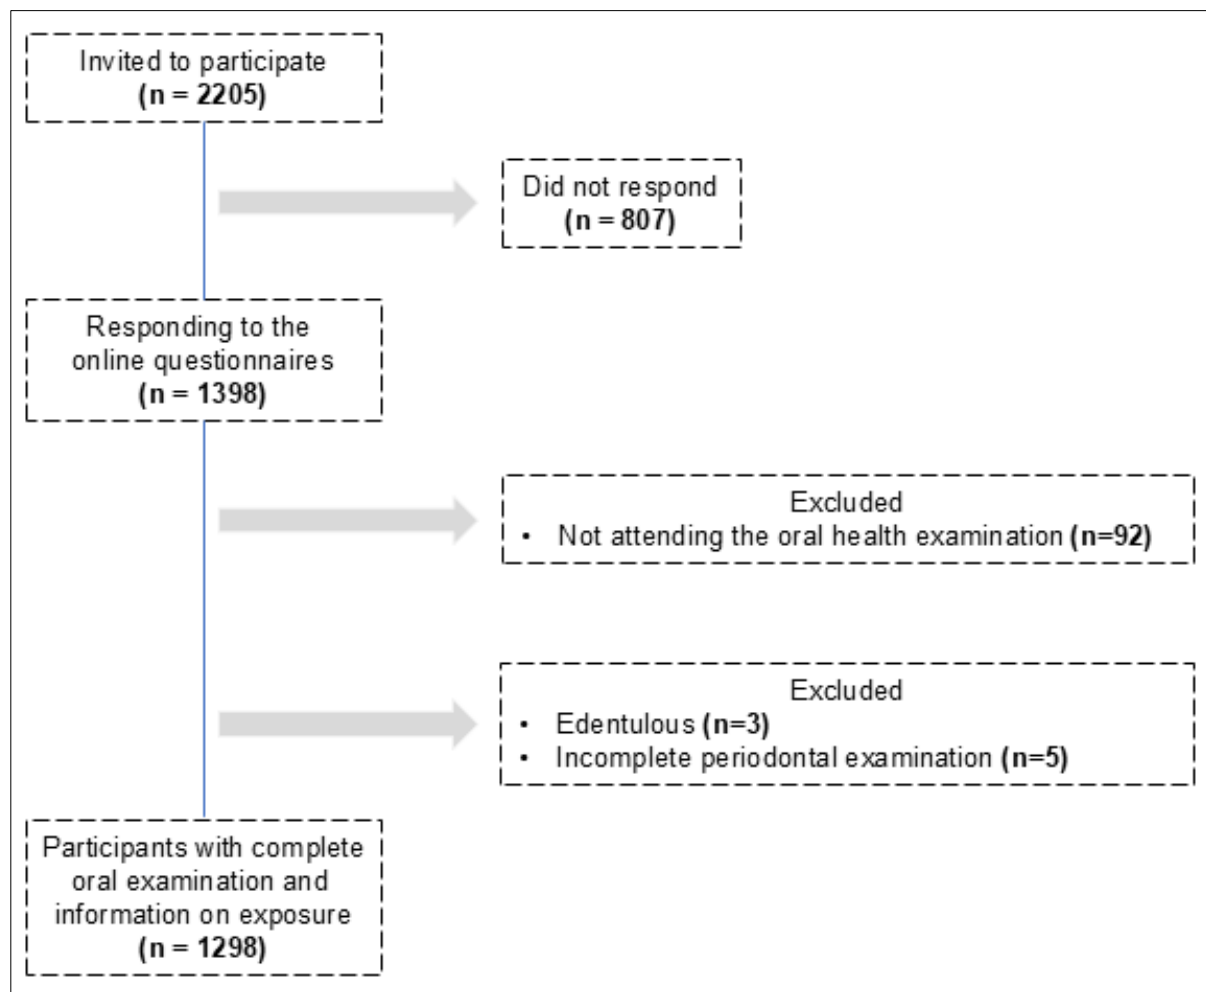 Invited to participate
(n = 2205)
Did not respond
(n = 807)
Responding to the
online questionnaires
(n = 1398)
Excluded
• Not attending the oral health examination (n=92)
Excluded
• Edentulous (n=3)
• Incomplete periodontal examination (n=5)
Participants with complete
oral examination and
information on exposure
(n = 1298)